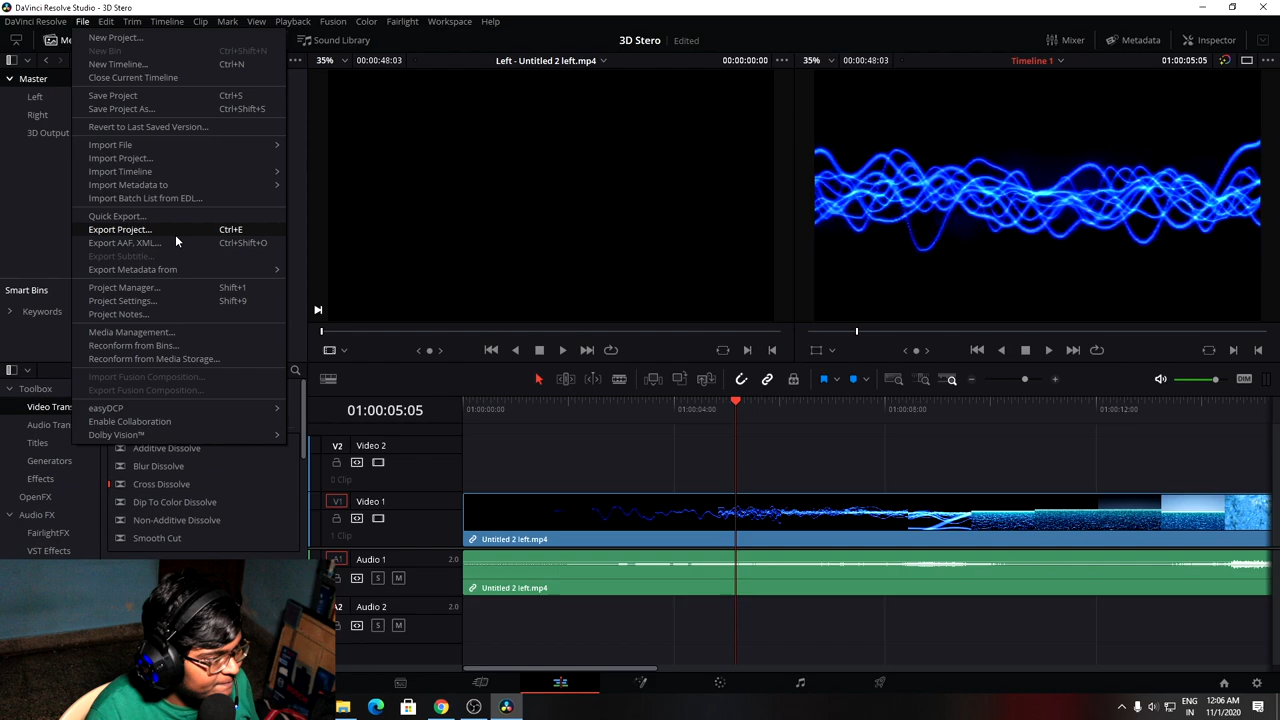 DaVinci Resolve Studio - 3D Stero
DaVinci Resolve File Edit Trim Timeline Clip Mark View Playback Fusion Color Fairlight Workspace Help
Sound Library
3D Stero Edited
Mixer Metadata Inspector
35% 00:00:48:03 Left - Untitled 2 left.mp4 00:00:00:00
35% 00:00:48:03 Timeline 1 01:00:05:05
Master
Left
Right
3D Output
Smart Bins
Keywords
New Project...
New Bin Ctrl+Shift+N
New Timeline... Ctrl+N
Close Current Timeline
Save Project Ctrl+S
Save Project As... Ctrl+Shift+S
Revert to Last Saved Version...
Import File
Import Project...
Import Timeline
Import Metadata to
Import Batch List from EDL...
Quick Export...
Export Project... Ctrl+E
Export AAF, XML... Ctrl+Shift+O
Export Subtitle...
Export Metadata from
Project Manager... Shift+1
Project Settings... Shift+9
Project Notes...
Media Management...
Reconform from Bins...
Reconform from Media Storage...
Import Fusion Composition...
Export Fusion Composition...
easyDCP
Enable Collaboration
Dolby Vision™
Toolbox
Video Tran
Audio Tran
Titles
Generators
Effects
OpenFX
Audio FX
FairlightFX
VST Effects
Additive Dissolve
Blur Dissolve
Cross Dissolve
Dip To Color Dissolve
Non-Additive Dissolve
Smooth Cut
DIM
01:00:05:05
01:00:00:00 01:00:04:00 01:00:08:00 01:00:12:00
V2 Video 2
0 Clip
V1 Video 1
1 Clip
Untitled 2 left.mp4
A1 Audio 1 2.0
S M
Untitled 2 left.mp4
A2 Audio 2 2.0
S M
ENG
IN
12:06 AM
11/1/2020